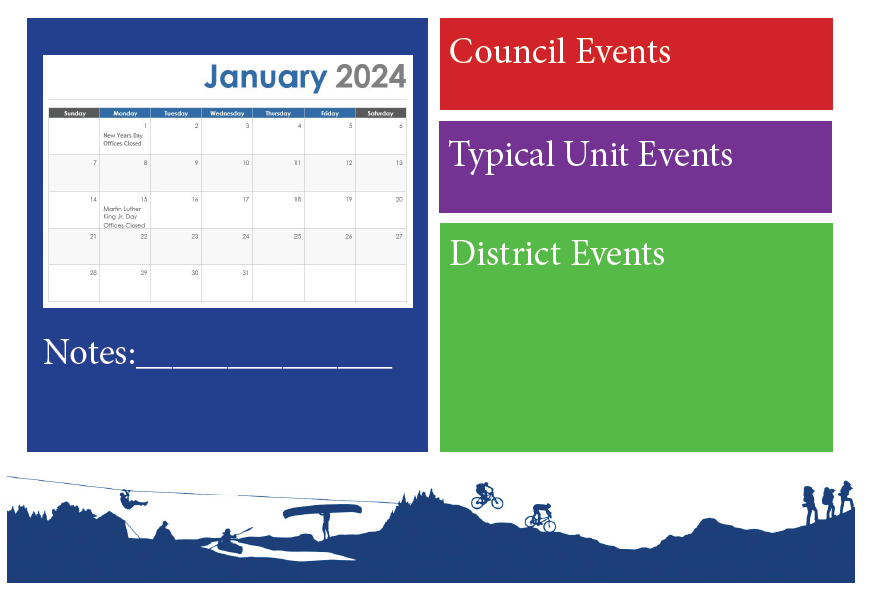 January 2024
Sunday Monday Tuesday Wednesday Thursday Friday Saturday
1 2 3 4 5 6
New Years Day
Offices Closed
7 8 9 10 11 12 13
14 15 16 17 18 19 20
Martin Luther
King Jr. Day
Offices Closed
21 22 23 24 25 26 27
28 29 30 31
Notes:______________
Council Events
Typical Unit Events
District Events